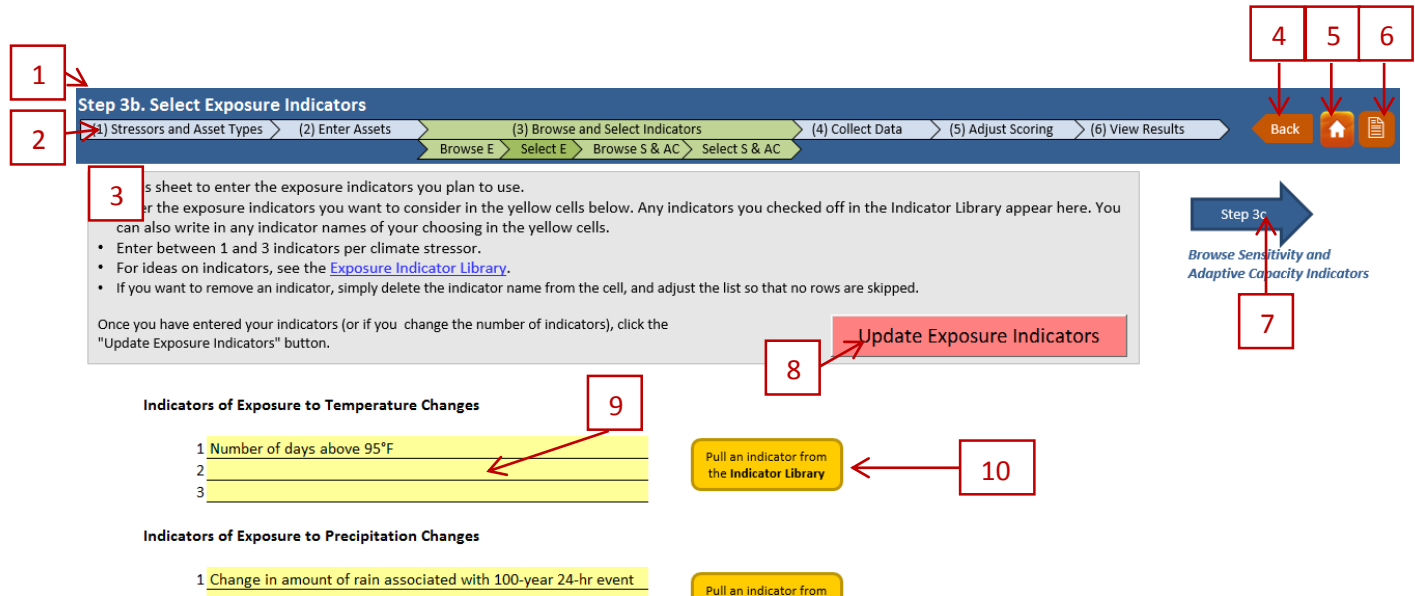 4 5 6
1
Step 3b. Select Exposure Indicators
2
(1) Stressors and Asset Types (2) Enter Assets (3) Browse and Select Indicators (4) Collect Data (5) Adjust Scoring (6) View Results Back
Browse E Select E Browse S & AC Select S & AC
3
s sheet to enter the exposure indicators you plan to use.
er the exposure indicators you want to consider in the yellow cells below. Any indicators you checked off in the Indicator Library appear here. You
can also write in any indicator names of your choosing in the yellow cells.
• Enter between 1 and 3 indicators per climate stressor.
• For ideas on indicators, see the Exposure Indicator Library.
• If you want to remove an indicator, simply delete the indicator name from the cell, and adjust the list so that no rows are skipped.
Once you have entered your indicators (or if you change the number of indicators), click the
"Update Exposure Indicators" button.
Update Exposure Indicators
Step 3c
Browse Sensitivity and
Adaptive Capacity Indicators
7
8
Indicators of Exposure to Temperature Changes
9
1 Number of days above 95°F
2
3
Pull an indicator from
the Indicator Library
10
Indicators of Exposure to Precipitation Changes
1 Change in amount of rain associated with 100-year 24-hr event
Pull an indicator from